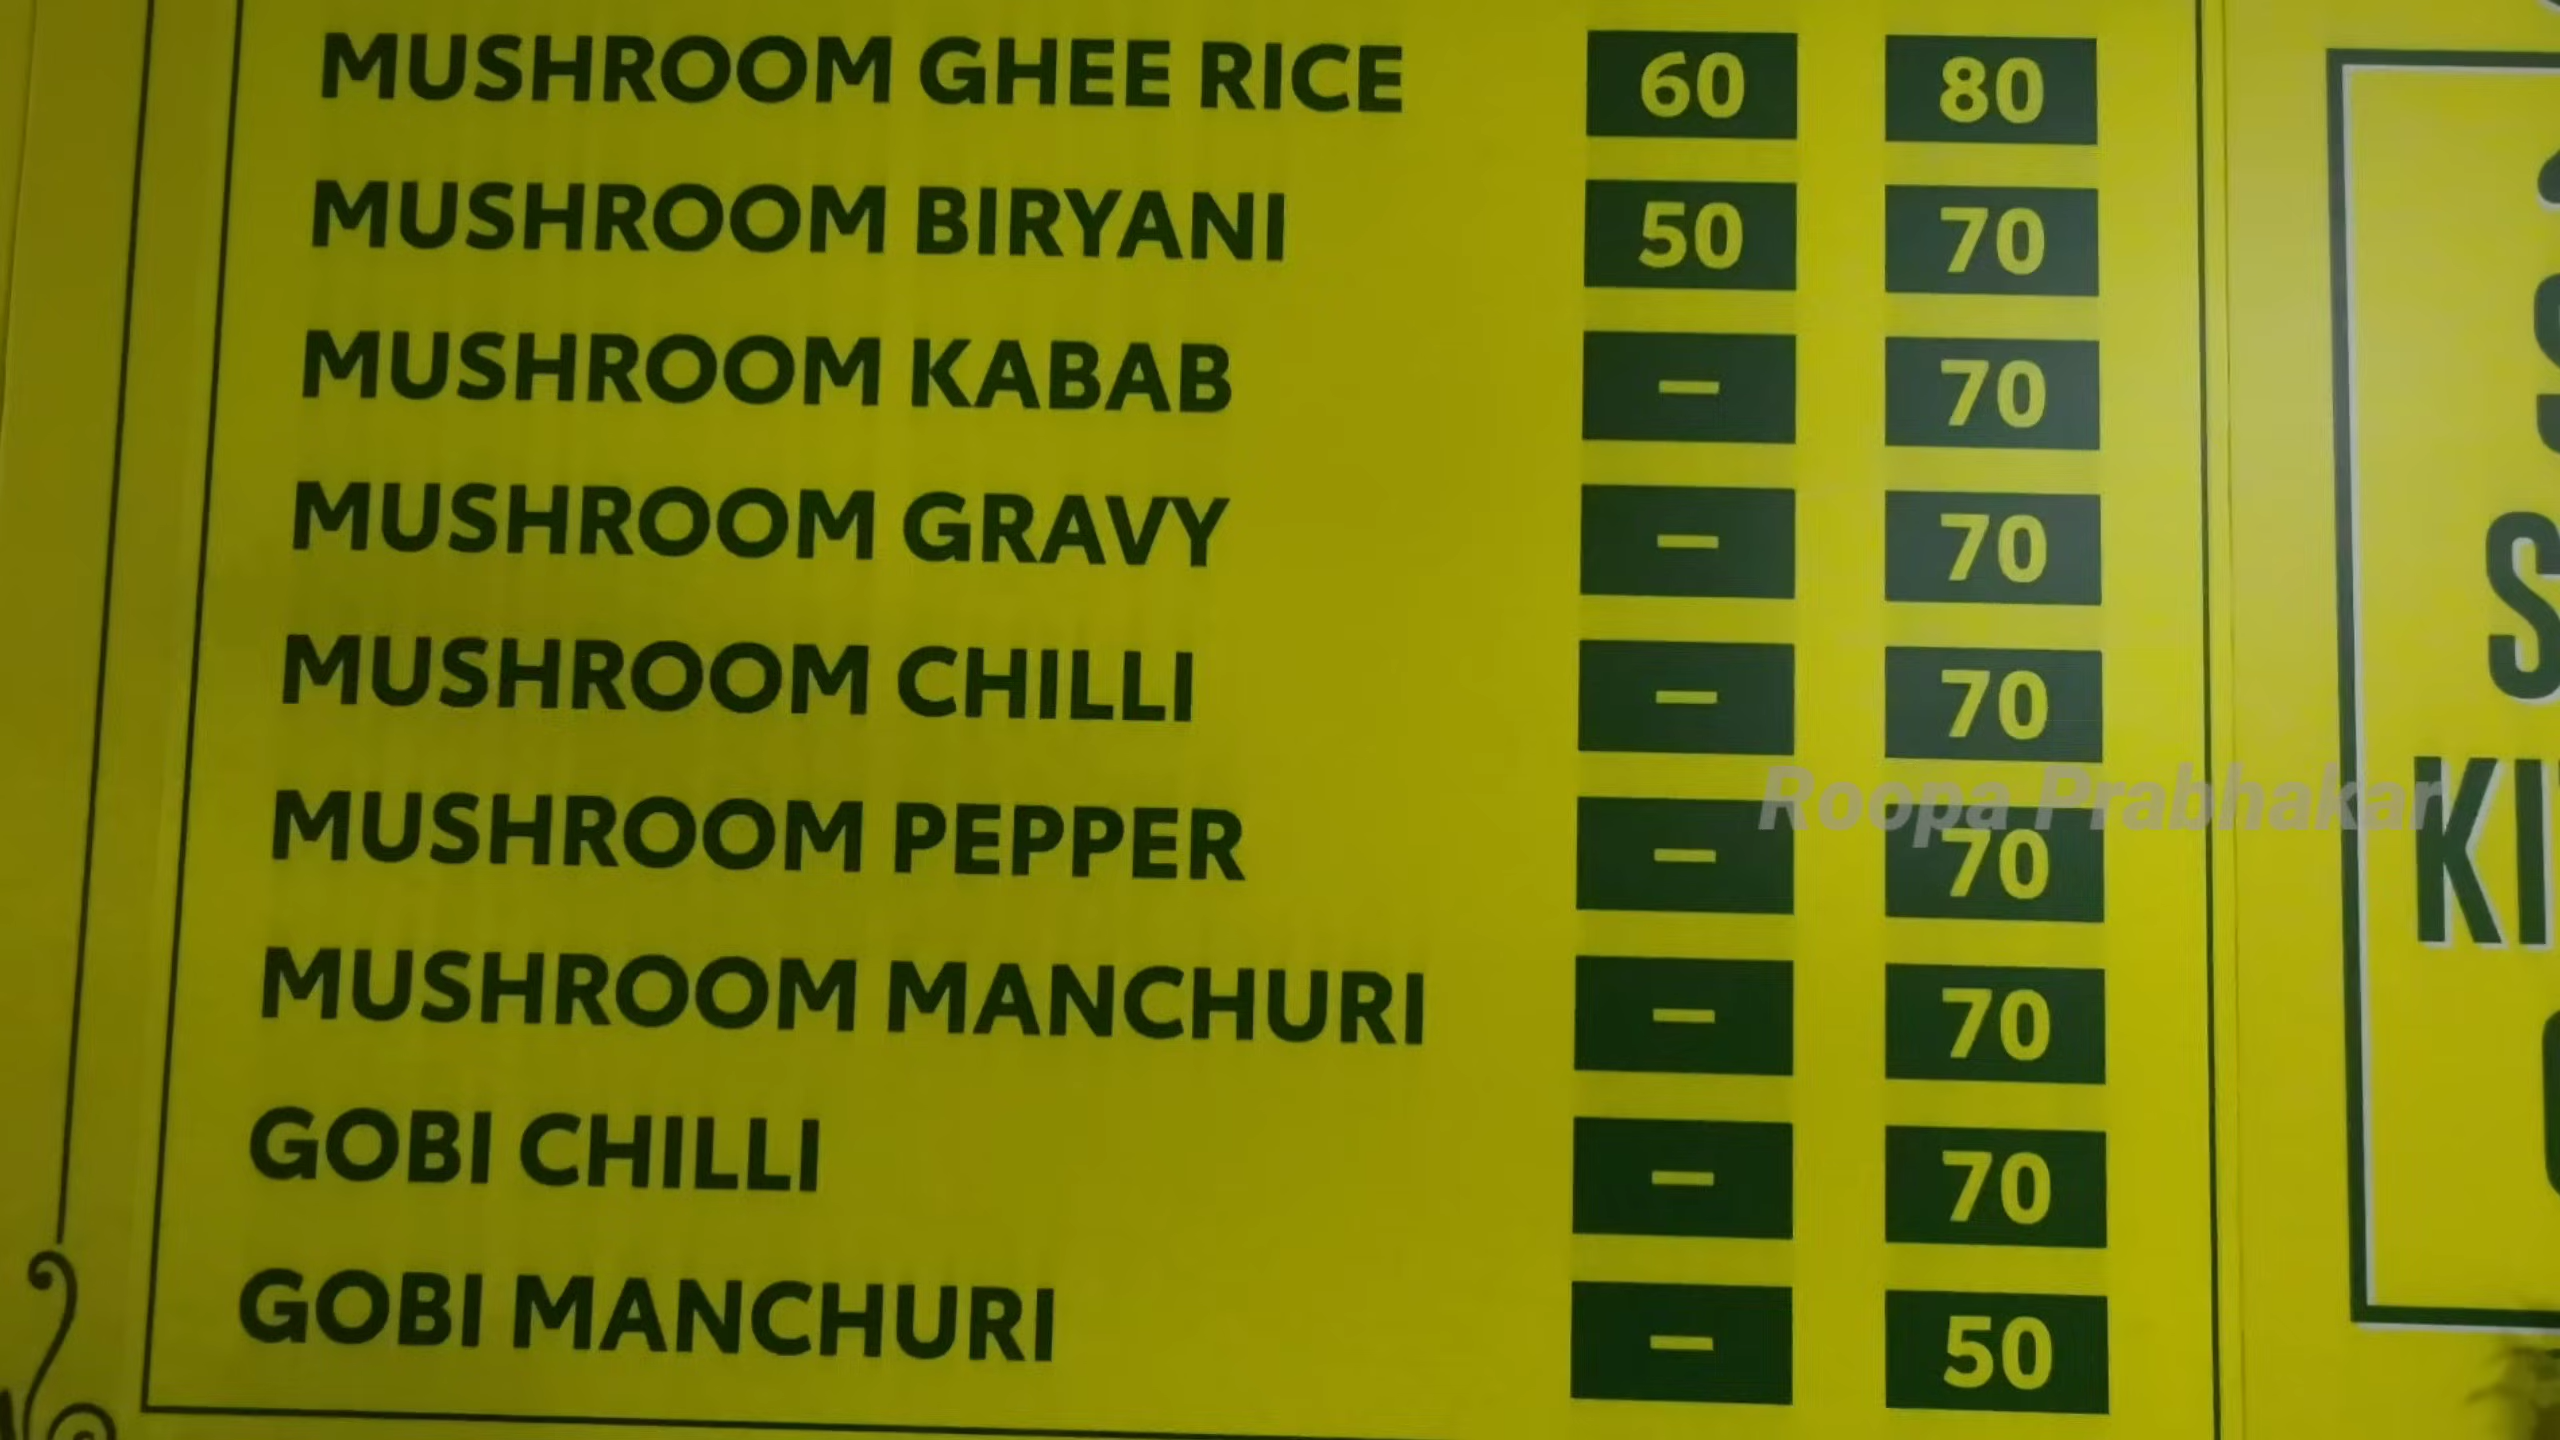 MUSHROOM GHEE RICE 60 80
MUSHROOM BIRYANI 50 70
MUSHROOM KABAB – 70
MUSHROOM GRAVY – 70
MUSHROOM CHILLI – 70
Roopa Prabhakar
MUSHROOM PEPPER – 70
MUSHROOM MANCHURI – 70
GOBI CHILLI – 70
GOBI MANCHURI – 50